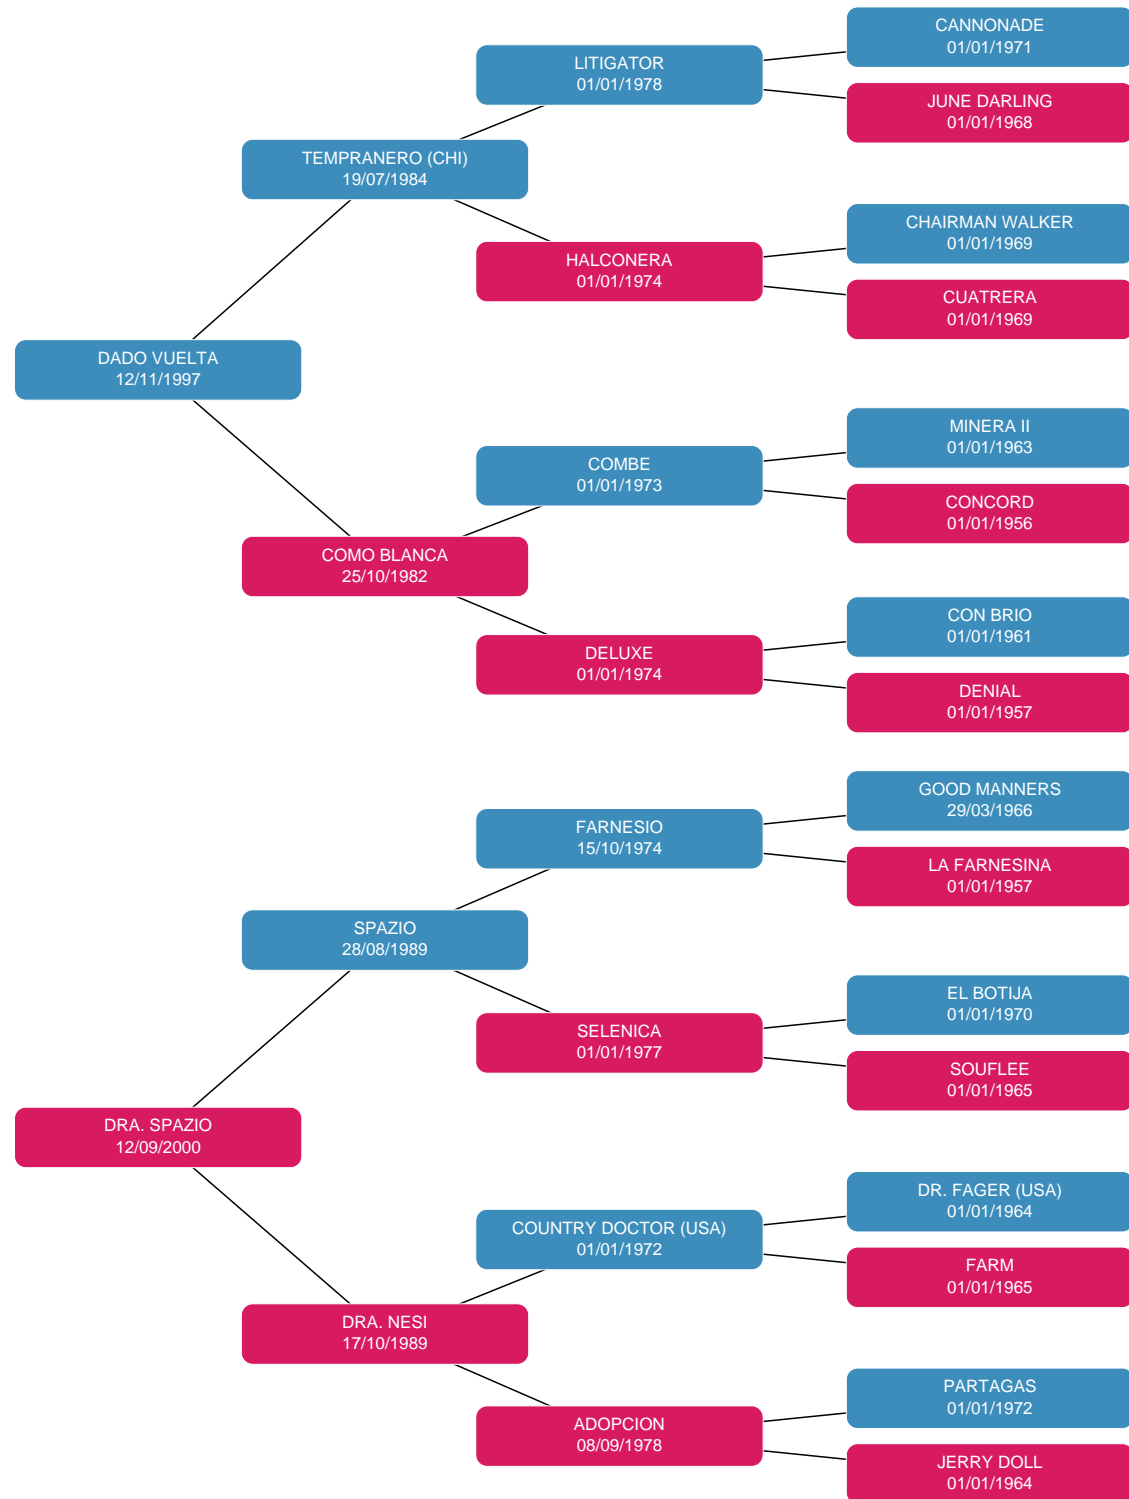 CANNONADE
01/01/1971
LITIGATOR
01/01/1978
JUNE DARLING
01/01/1968
TEMPRANERO (CHI)
19/07/1984
CHAIRMAN WALKER
01/01/1969
HALCONERA
01/01/1974
CUATRERA
01/01/1969
DADO VUELTA
12/11/1997
MINERA II
01/01/1963
COMBE
01/01/1973
CONCORD
01/01/1956
COMO BLANCA
25/10/1982
CON BRIO
01/01/1961
DELUXE
01/01/1974
DENIAL
01/01/1957
GOOD MANNERS
29/03/1966
FARNESIO
15/10/1974
LA FARNESINA
01/01/1957
SPAZIO
28/08/1989
EL BOTIJA
01/01/1970
SELENICA
01/01/1977
SOUFLEE
01/01/1965
DRA. SPAZIO
12/09/2000
DR. FAGER (USA)
01/01/1964
COUNTRY DOCTOR (USA)
01/01/1972
FARM
01/01/1965
DRA. NESI
17/10/1989
PARTAGAS
01/01/1972
ADOPCION
08/09/1978
JERRY DOLL
01/01/1964